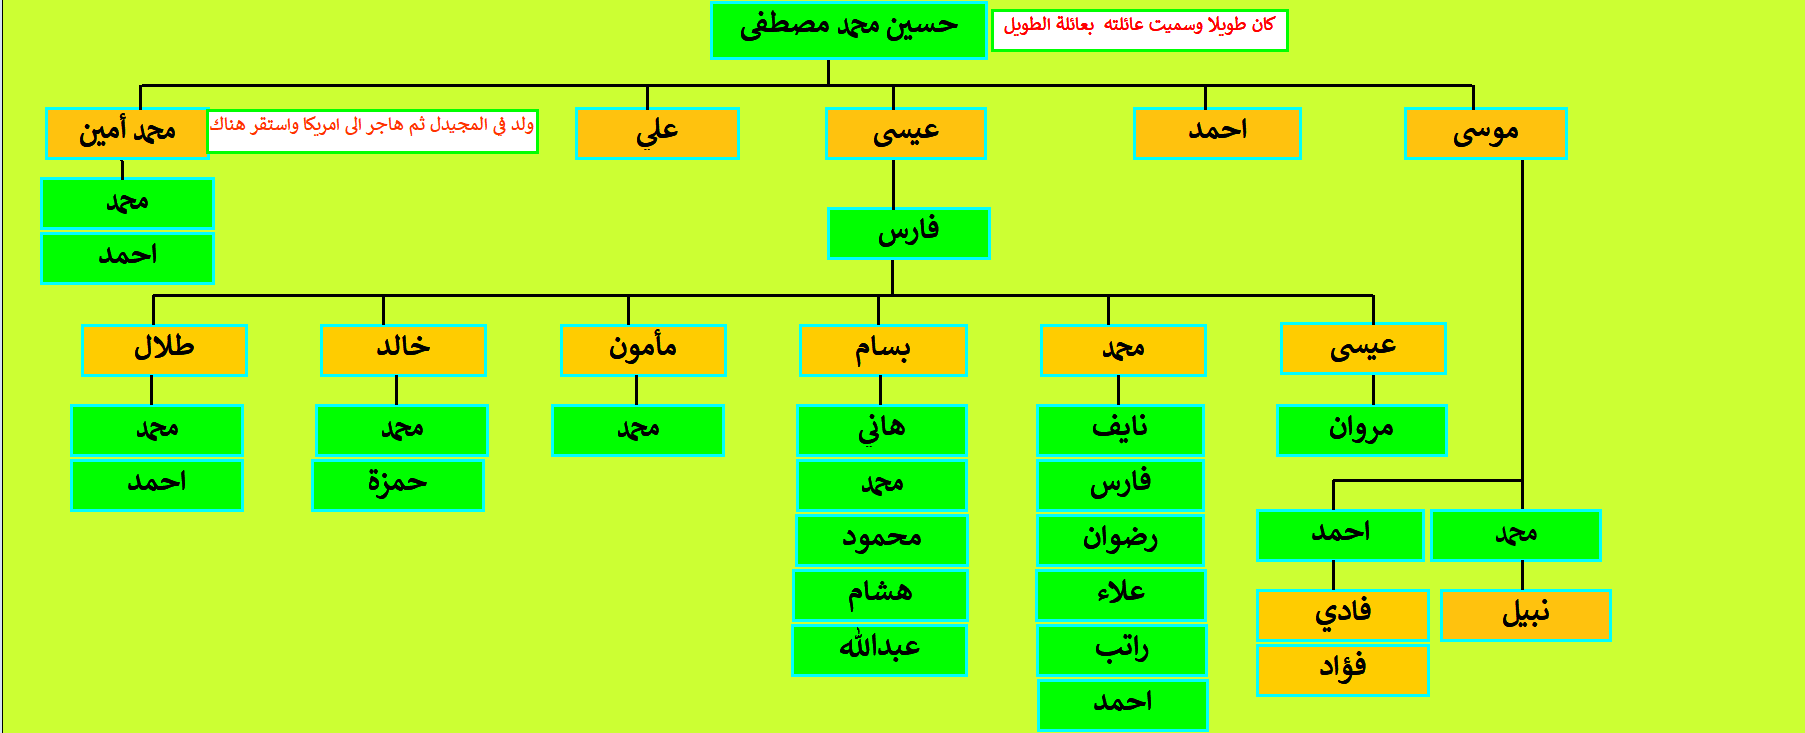 حسين محمد مصطفى
كان طويلا وسميت عائلته بعائلة الطويل
موسى
احمد
عيسى
علي
ولد في المجيدل ثم هاجر الى امريكا واستقر هناك
محمد أمين
محمد
احمد
فارس
عيسى
محمد
بسام
مأمون
خالد
طلال
مروان
نايف
هاني
محمد
محمد
محمد
فارس
محمد
حمزة
احمد
محمد
احمد
رضوان
محمود
نبيل
فادي
علاء
هشام
فؤاد
راتب
عبدالله
احمد